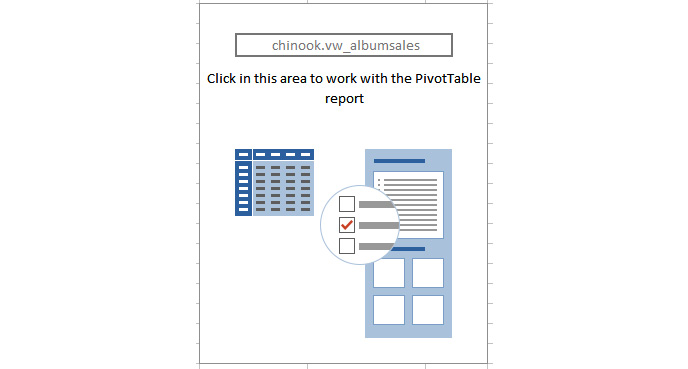 chinook.vw_albumsales
Click in this area to work with the PivotTable
report